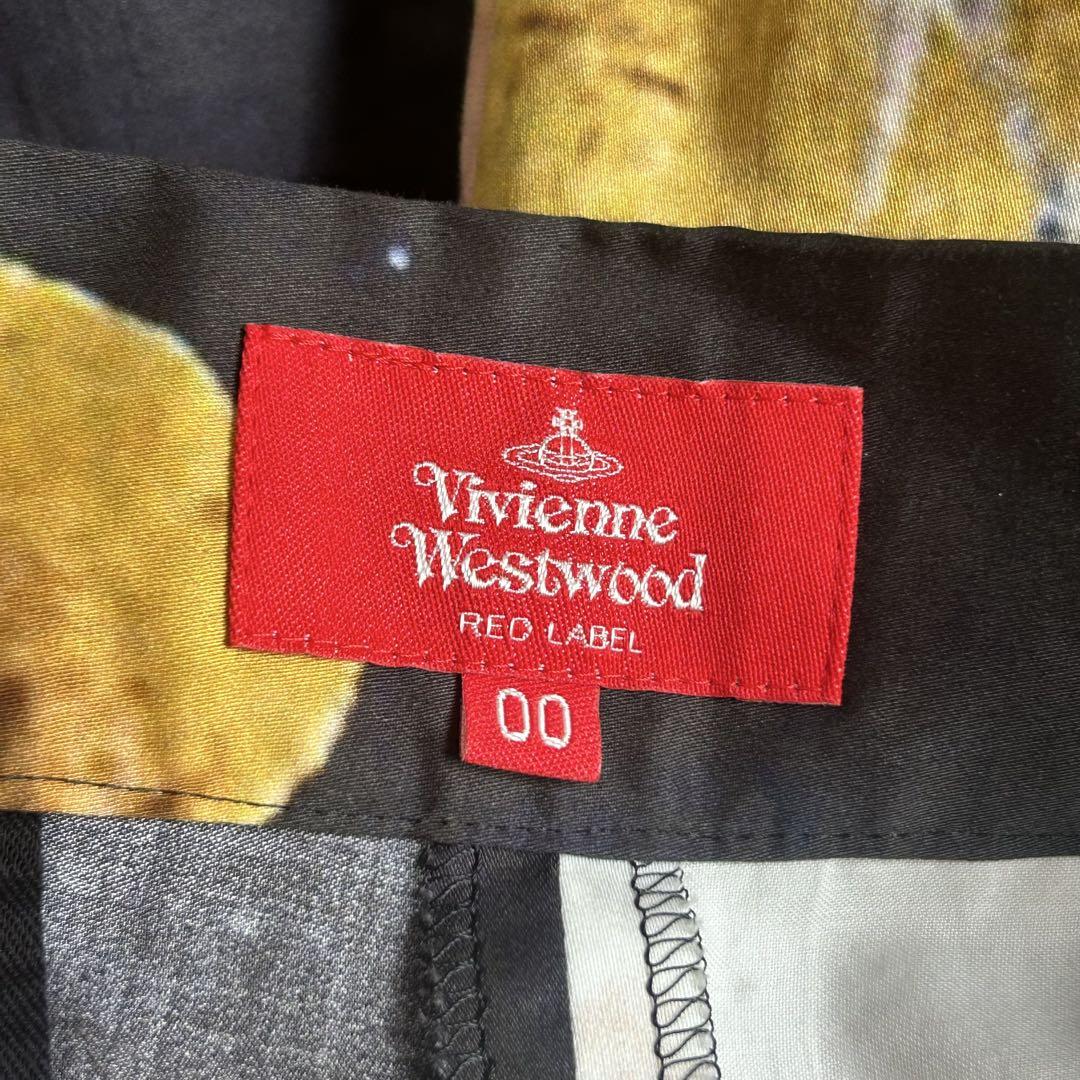 Vivienne
Westwood
RED LABEL
00